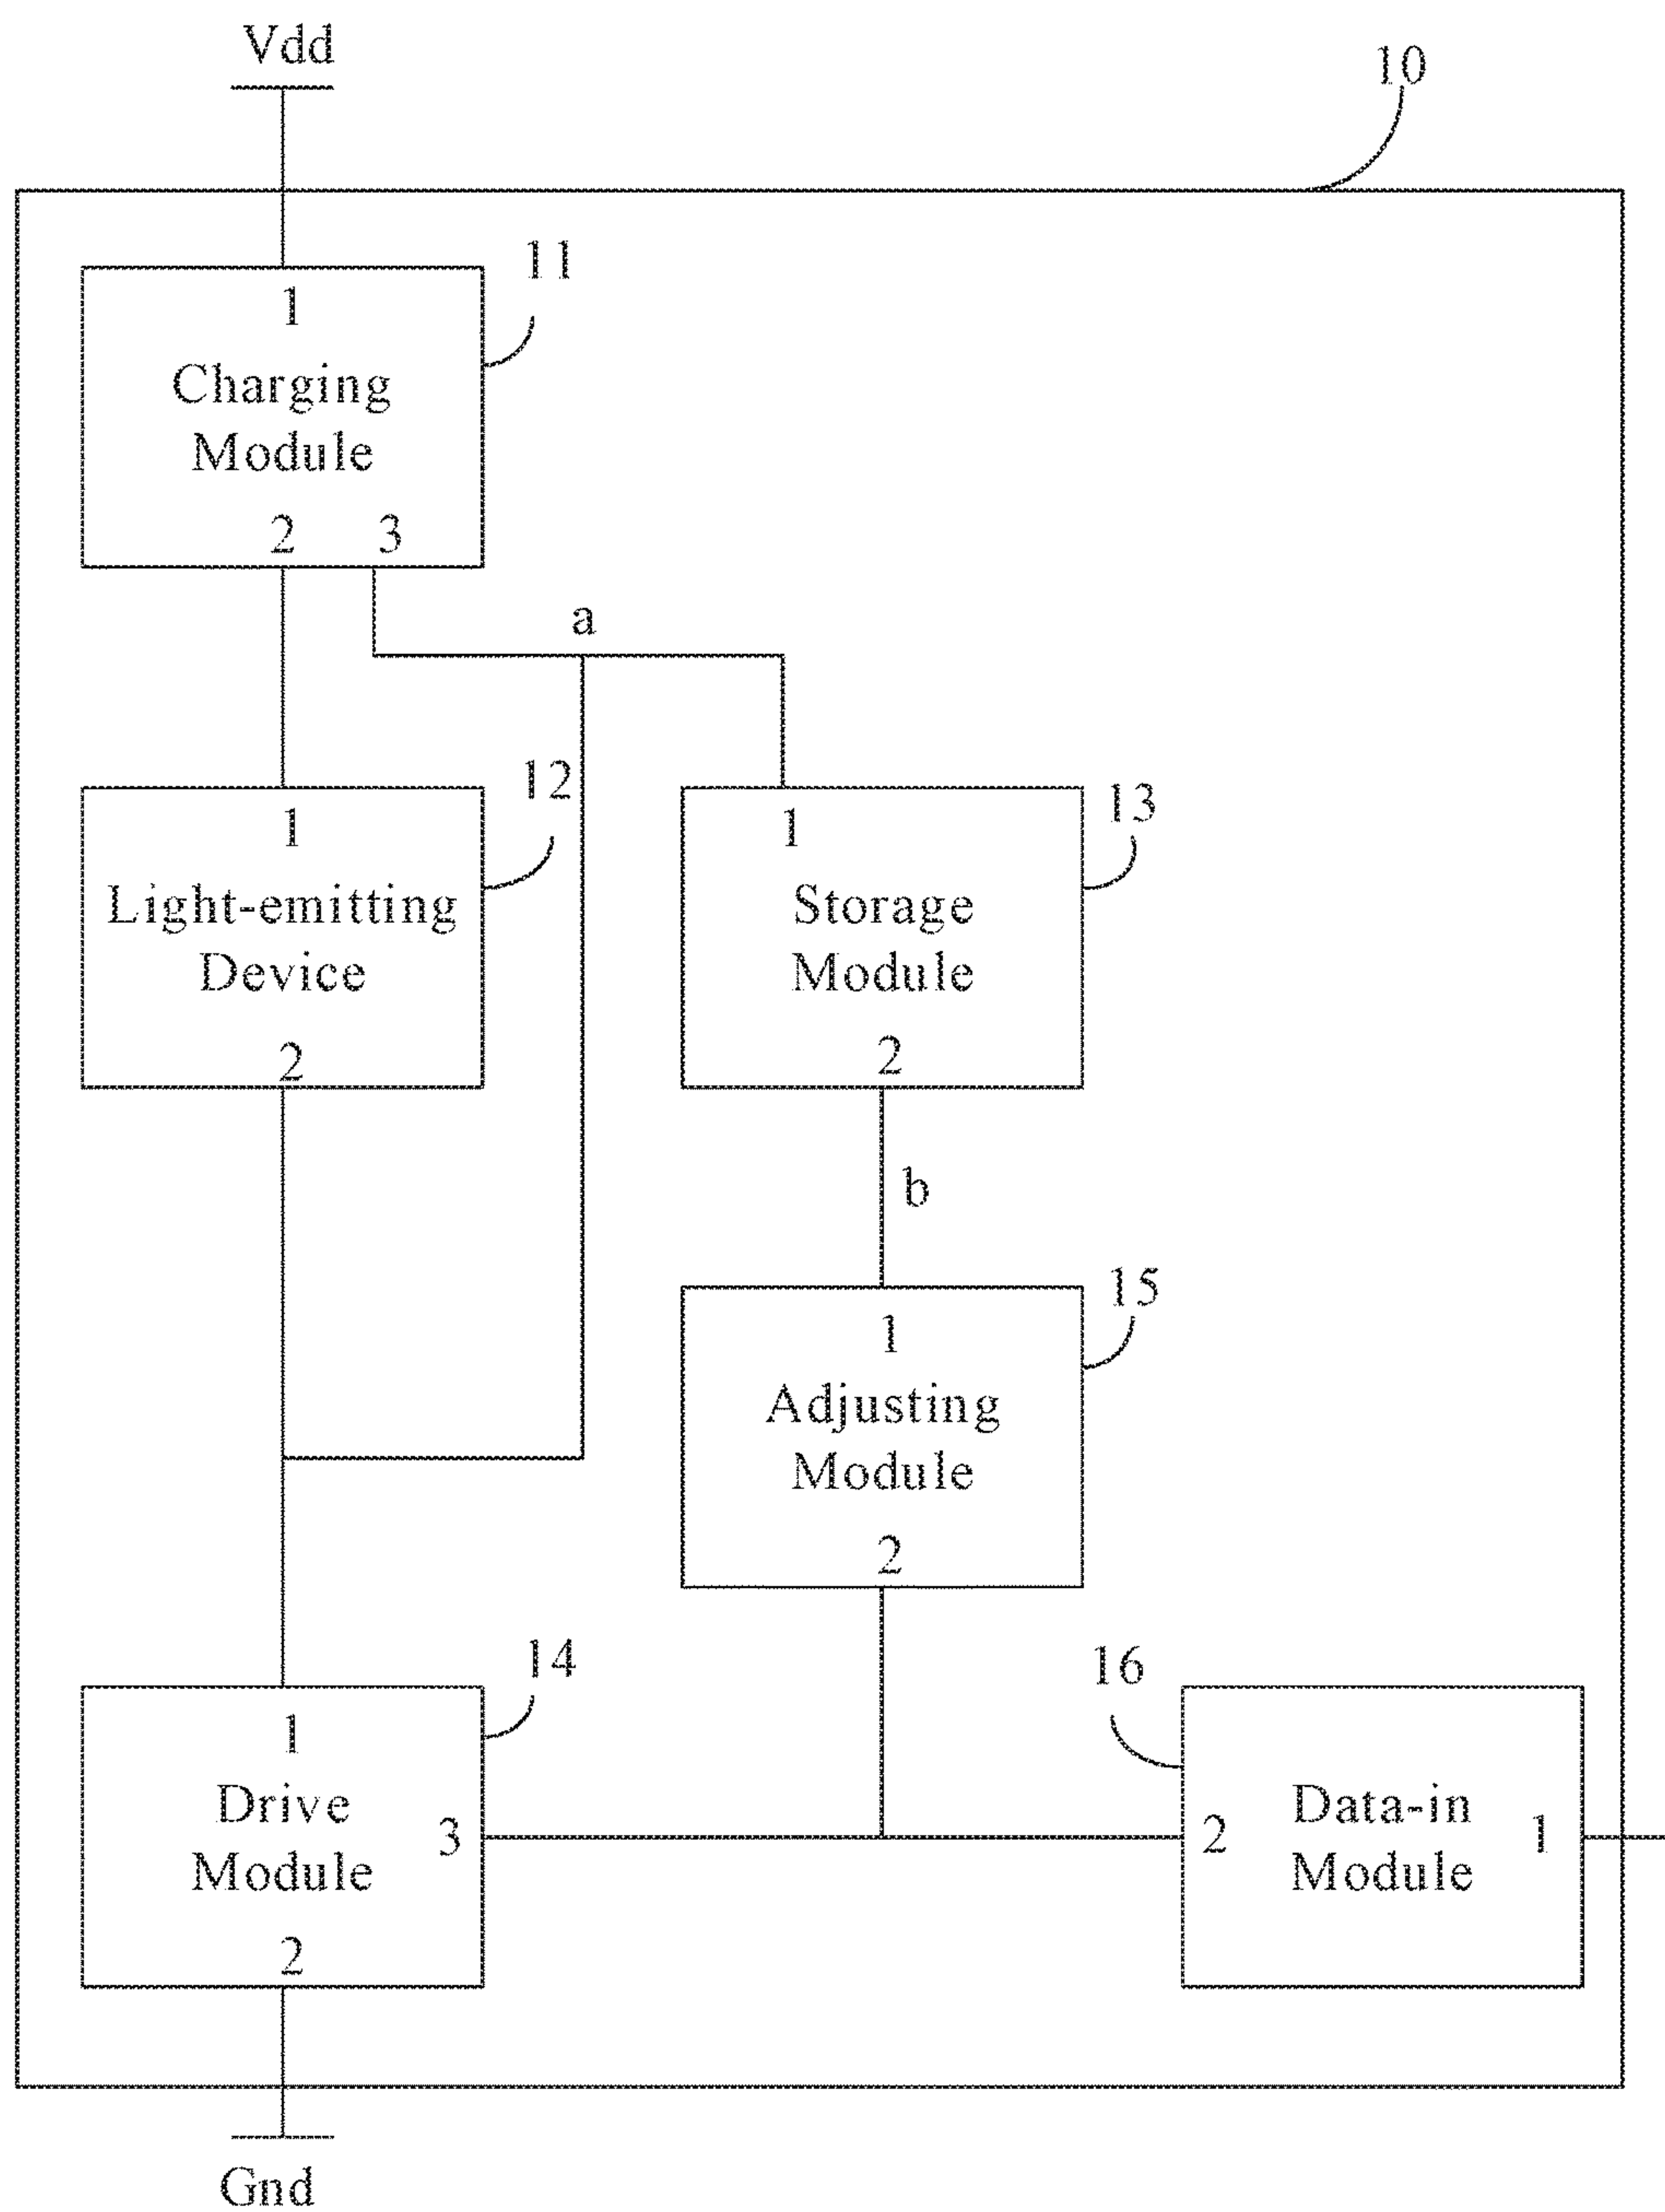 Vdd
10
11
1
Charging
Module
2 3
a
12
13
1
Light-emitting
Device
2
1
Storage
Module
2
b
15
1
Adjusting
Module
2
14
16
1
Drive
Module
3
2
2
Data-in
Module
1
Gnd